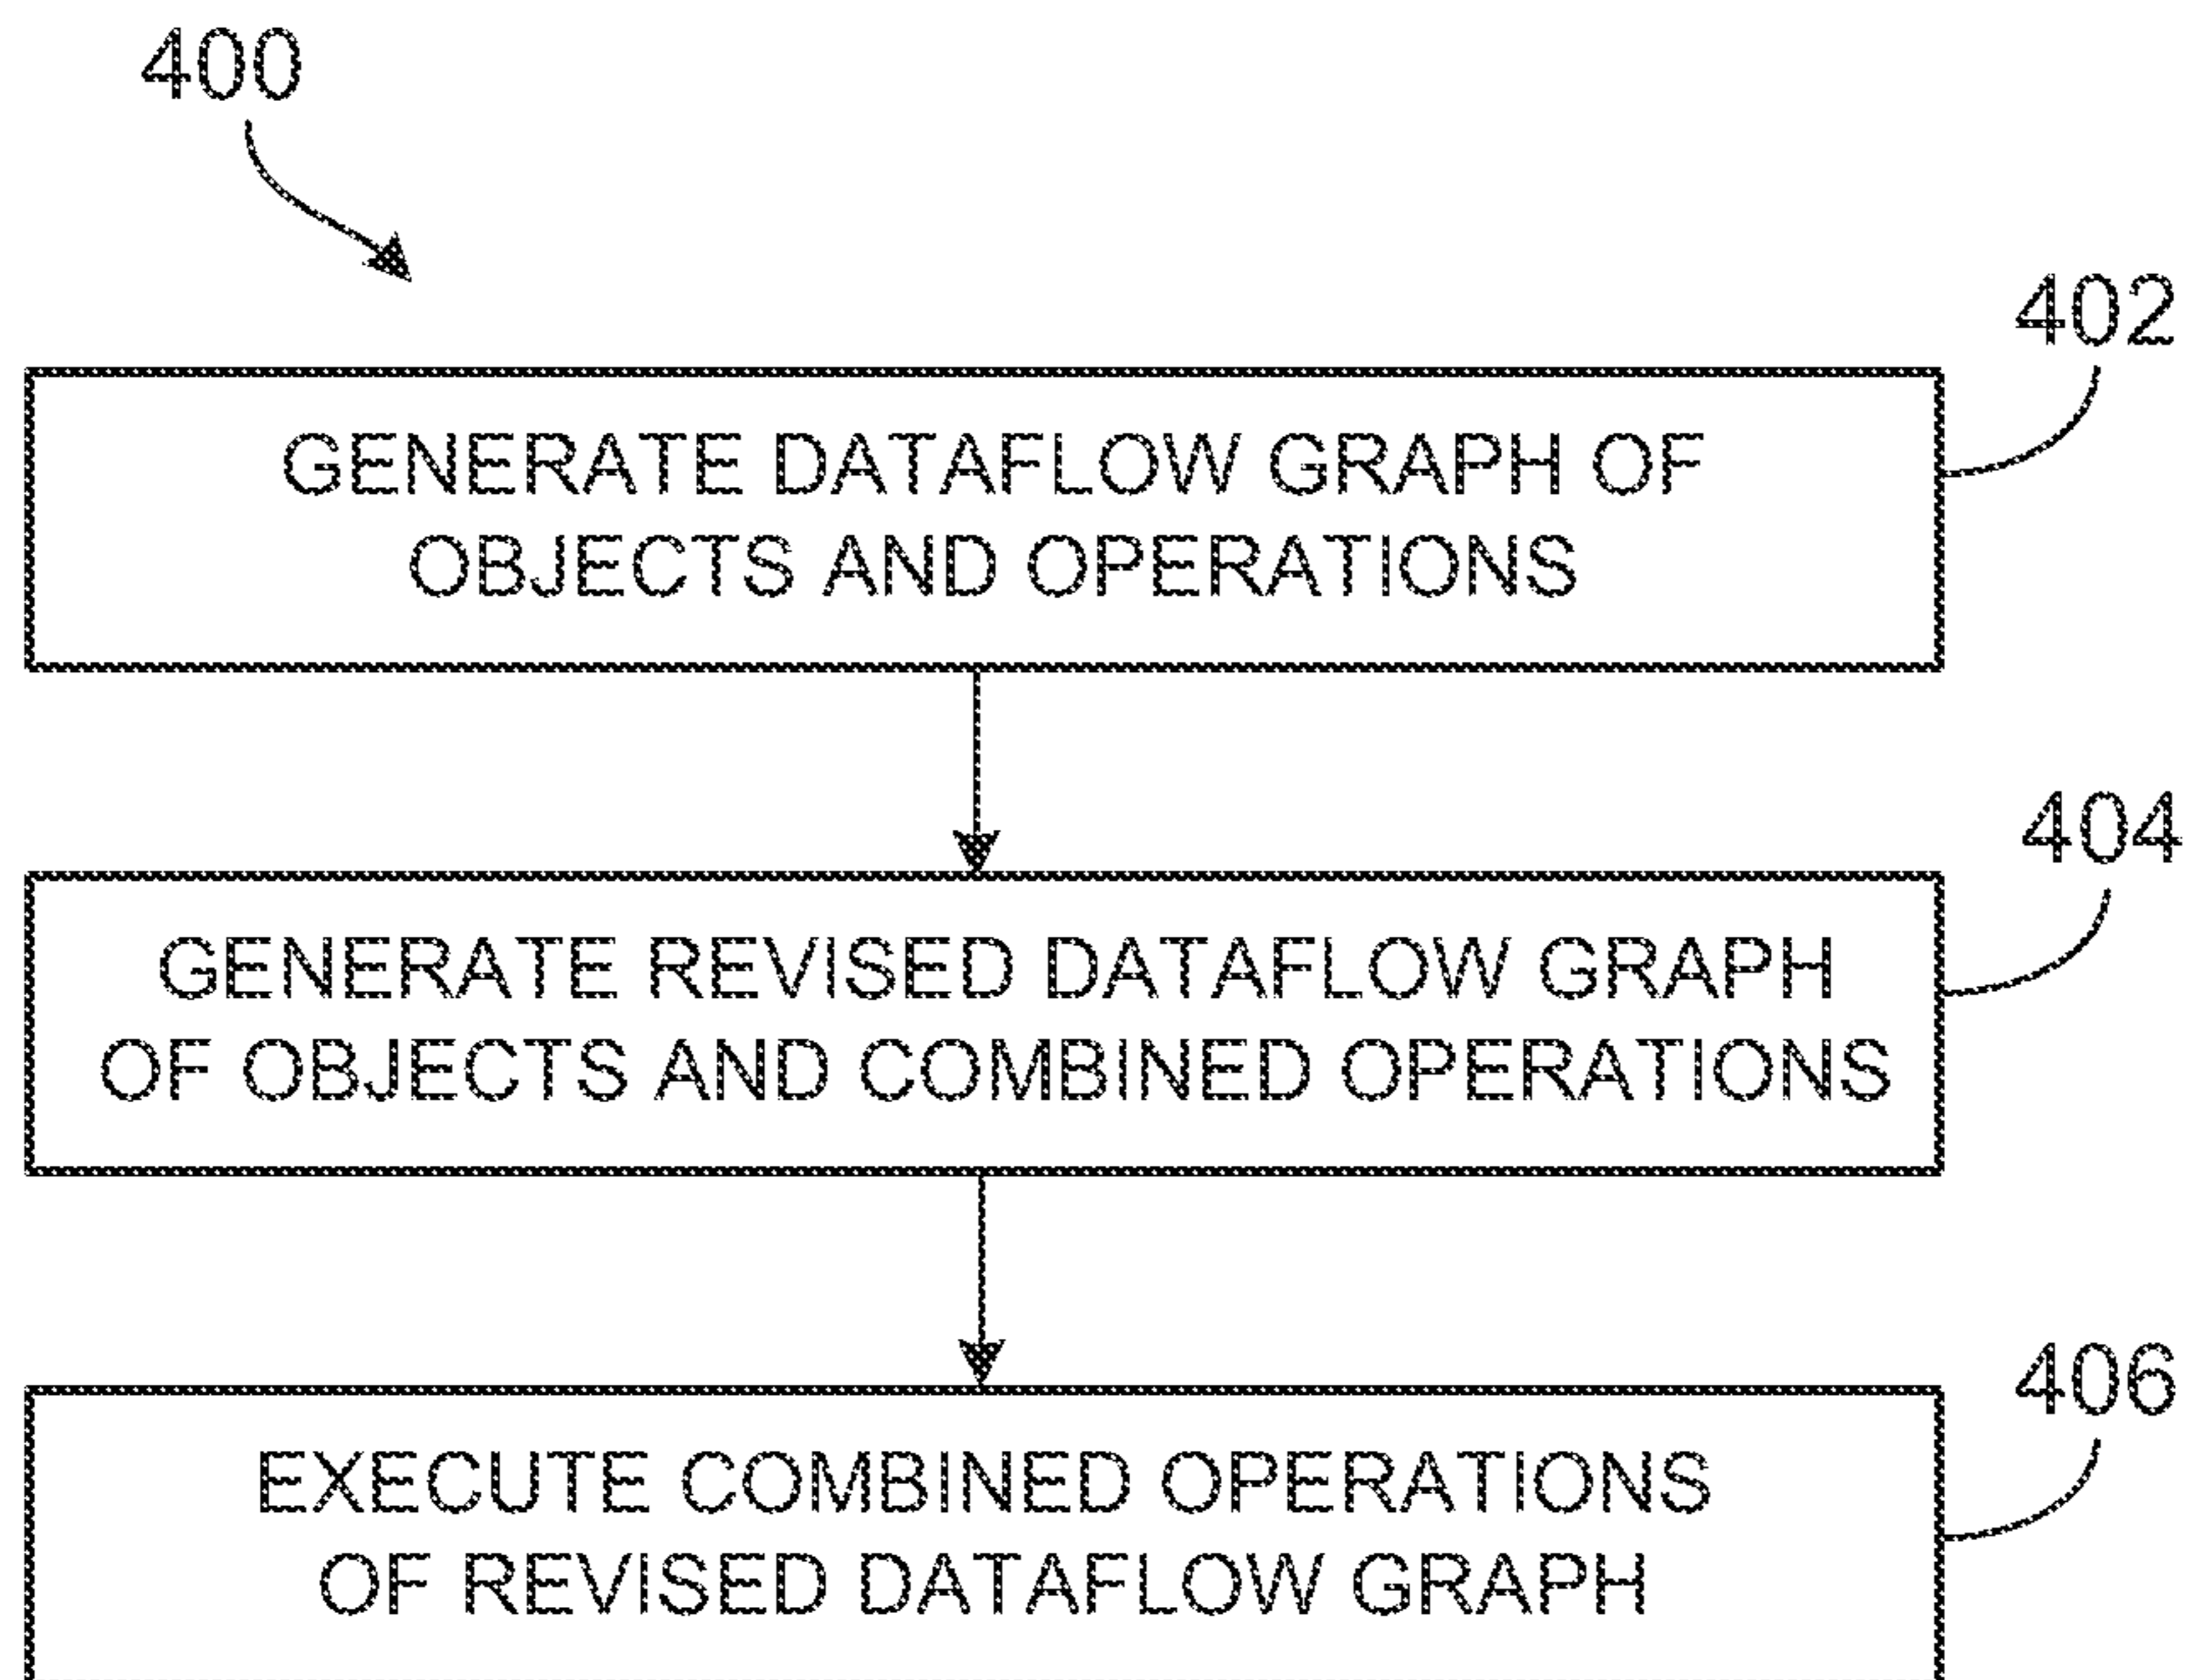 400
402
GENERATE DATAFLOW GRAPH OF
OBJECTS AND OPERATIONS
404
GENERATE REVISED DATAFLOW GRAPH
OF OBJECTS AND COMBINED OPERATIONS
406
EXECUTE COMBINED OPERATIONS
OF REVISED DATAFLOW GRAPH